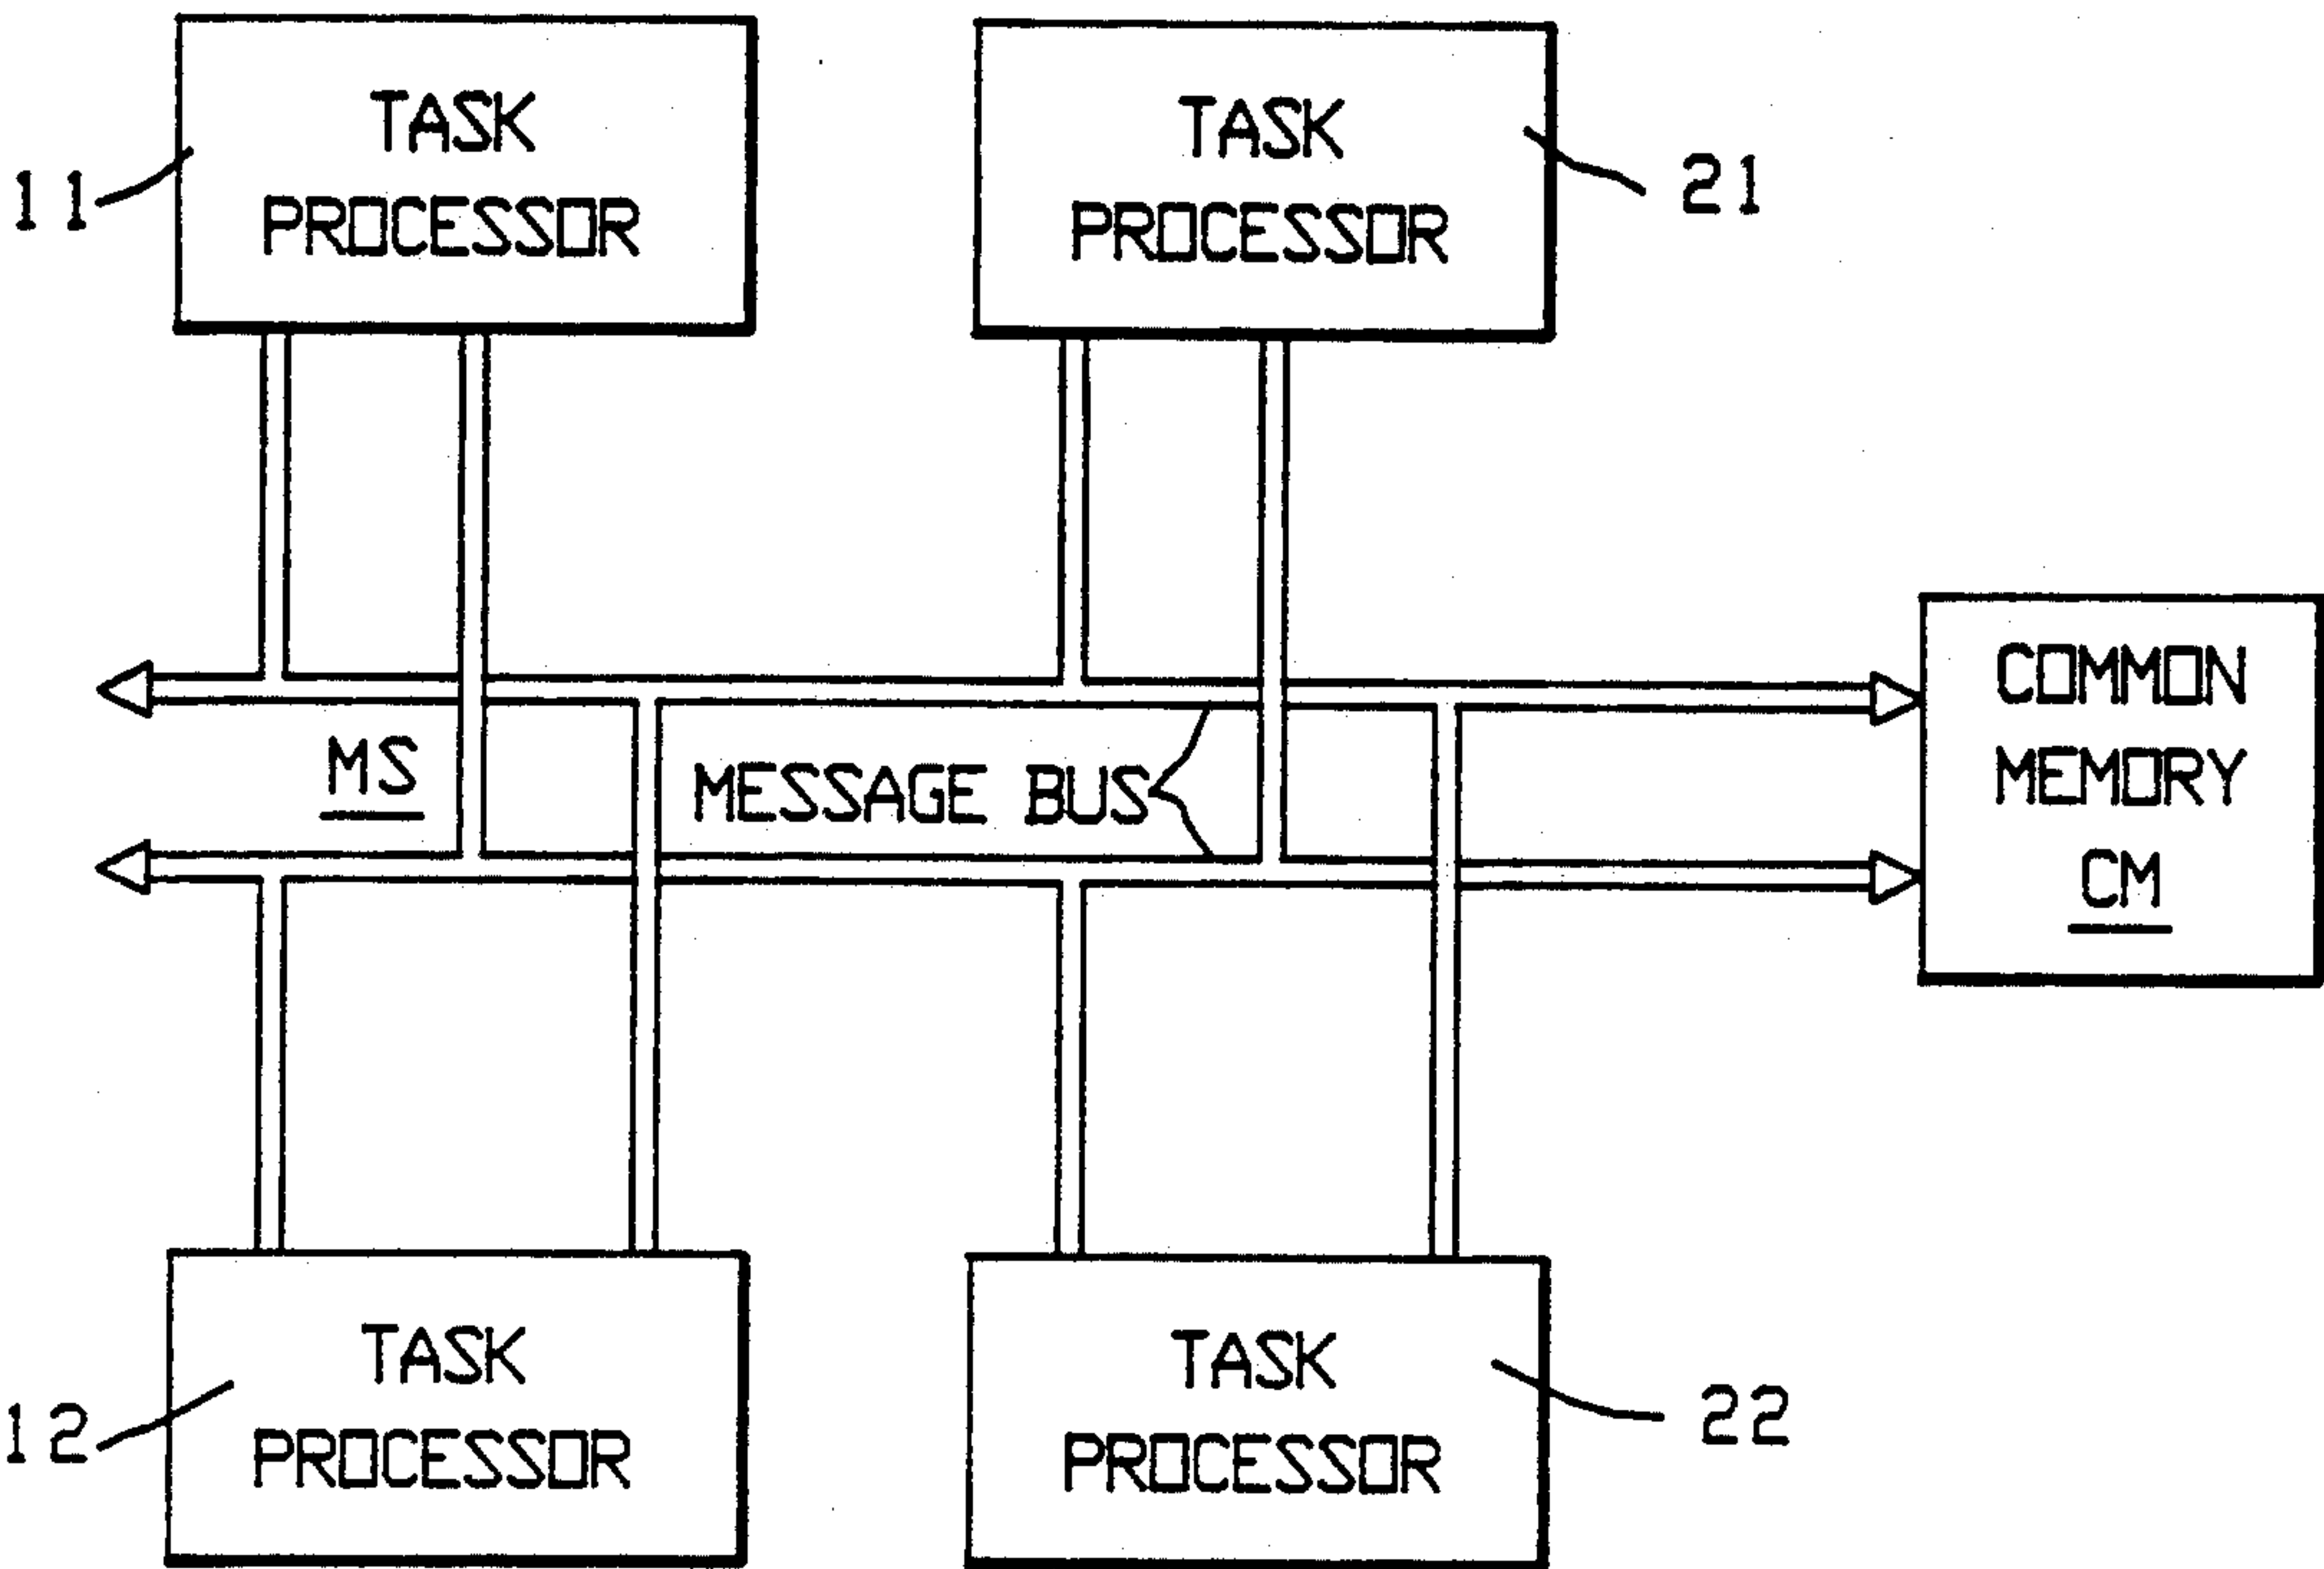 TASK
PROCESSOR
11
TASK
PROCESSOR
21
MS
MESSAGE BUS
COMMON
MEMORY
CM
TASK
PROCESSOR
12
TASK
PROCESSOR
22